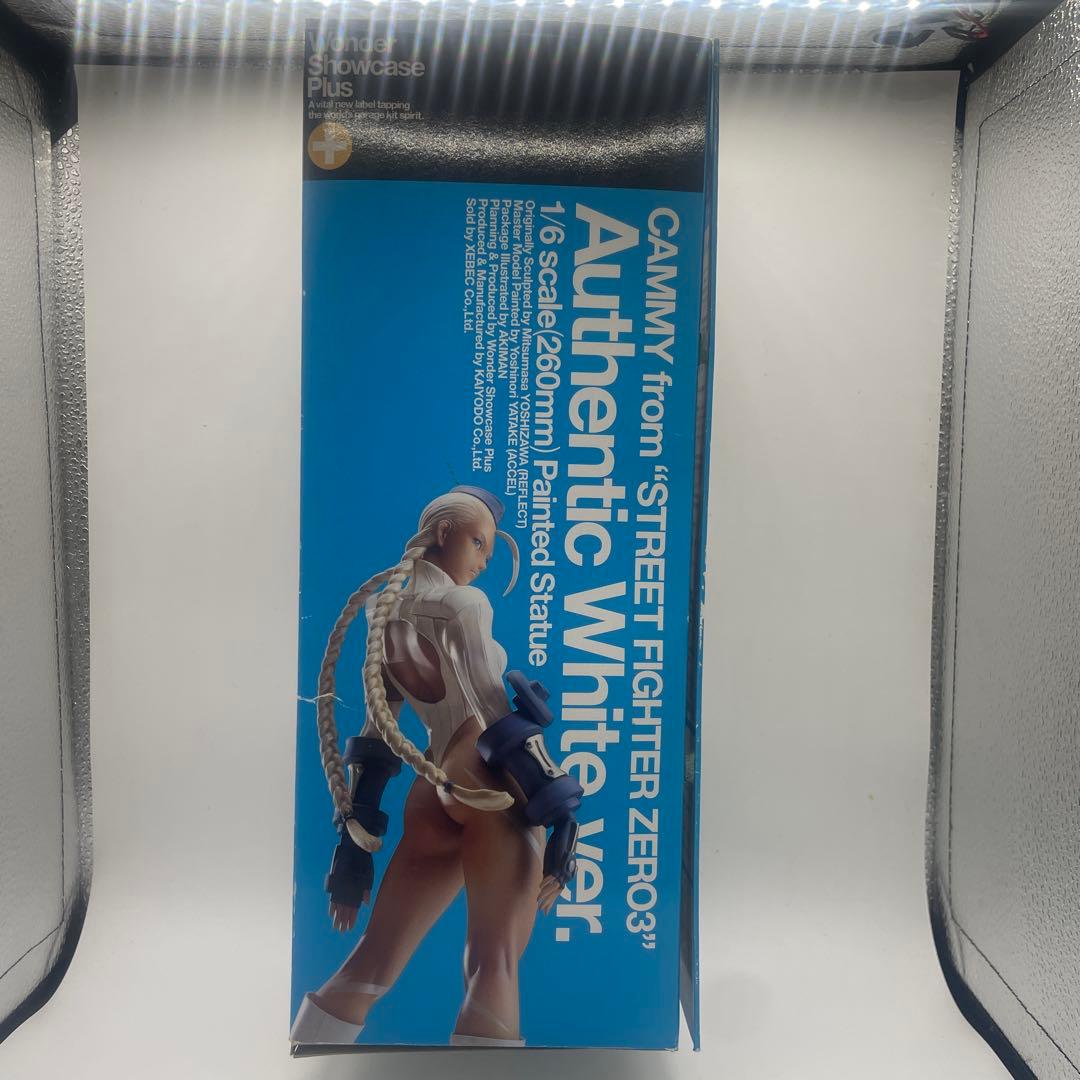 Wonder
Showcase
Plus
A vital new label tapping
the world's garage kit spirit.
CAMMY from “STREET FIGHTER ZERO3”
Authentic White ver.
1/6 scale(260mm) Painted Statue
Originally Sculpted by Mitsumasa YOSHIZAWA (REFLECT)
Master Model Painted by Yoshinori YATAKE (ACCEL)
Package Illustrated by AKIMAN
Planning & Produced by Wonder Showcase Plus
Produced & Manufactured by KAIYODO Co.,Ltd.
Sold by XEBEC Co.,Ltd.